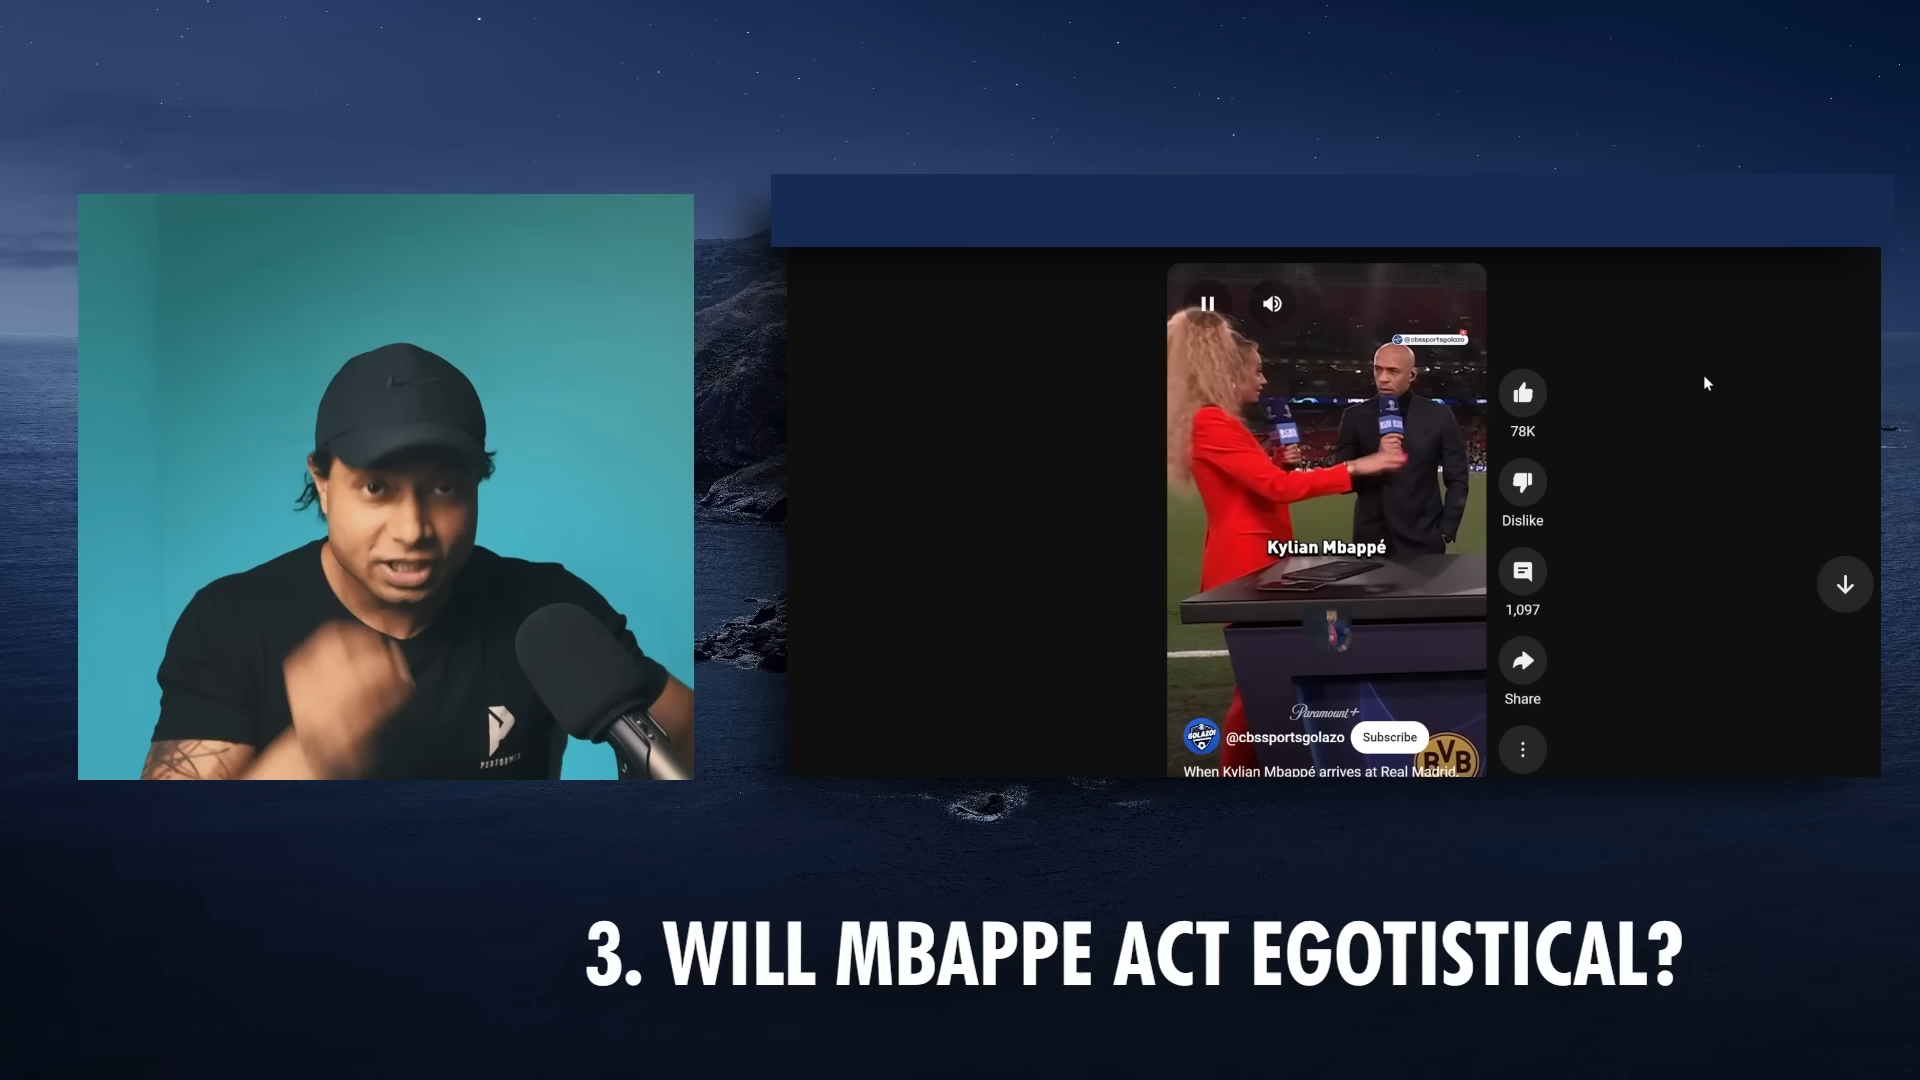 @cbssportsgolazo
78K
Dislike
Kylian Mbappé
1,097
Share
Paramount+
GOLAZO!
@cbssportsgolazo
Subscribe
BVB
When Kylian Mbappé arrives at Real Madrid,
3. WILL MBAPPE ACT EGOTISTICAL?